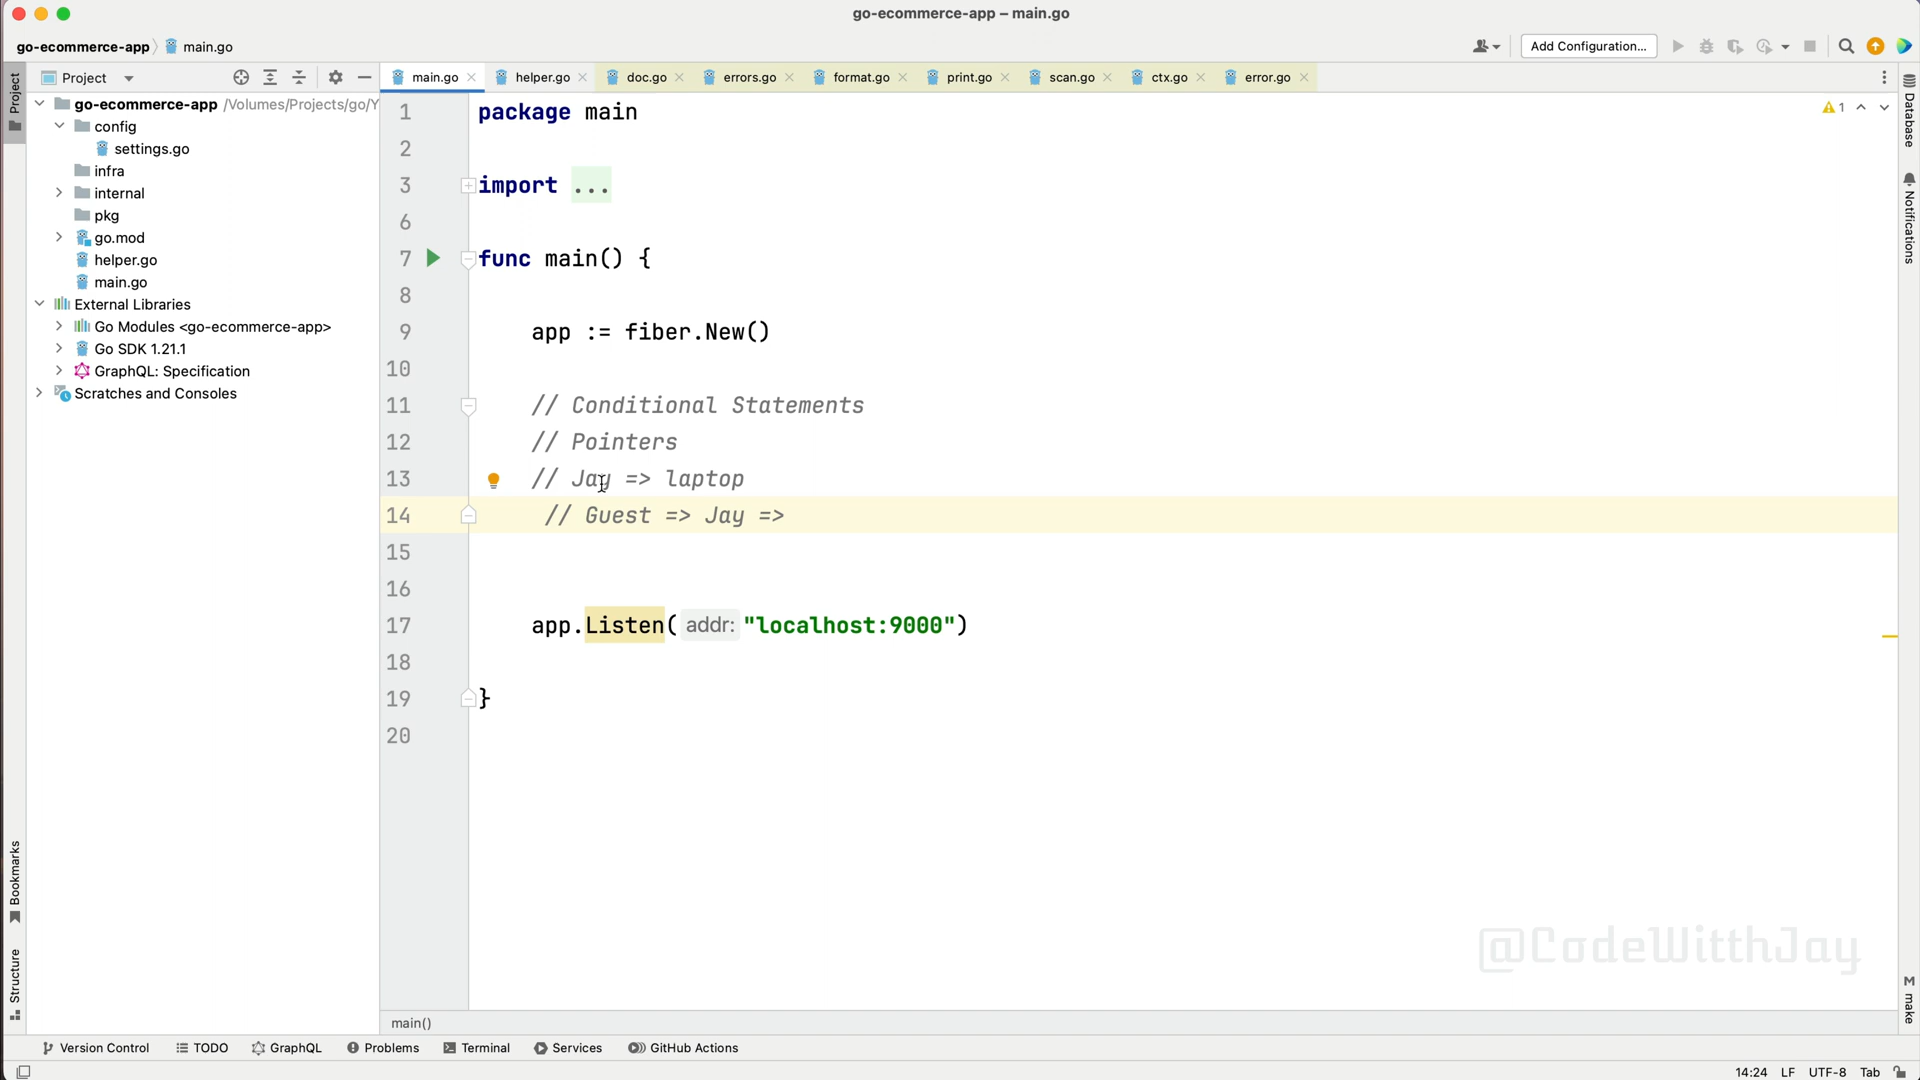 go-ecommerce-app – main.go
go-ecommerce-app main.go
Add Configuration...
Project
main.go helper.go doc.go errors.go format.go print.go scan.go ctx.go error.go
Project
go-ecommerce-app /Volumes/Projects/go/Y
config
settings.go
infra
internal
pkg
go.mod
helper.go
main.go
External Libraries
Go Modules <go-ecommerce-app>
Go SDK 1.21.1
GraphQL: Specification
Scratches and Consoles
Bookmarks
Structure
1 package main
2
3 import ...
6
7 func main() {
8
9 app := fiber.New()
10
11 // Conditional Statements
12 // Pointers
13 // Jay => laptop
14 // Guest => Jay =>
15
16
17 app.Listen( addr: "localhost:9000")
18
19 }
20
1
Database
Notifications
make
@CodeWitthJay
main()
Version Control TODO GraphQL Problems Terminal Services GitHub Actions
14:24 LF UTF-8 Tab